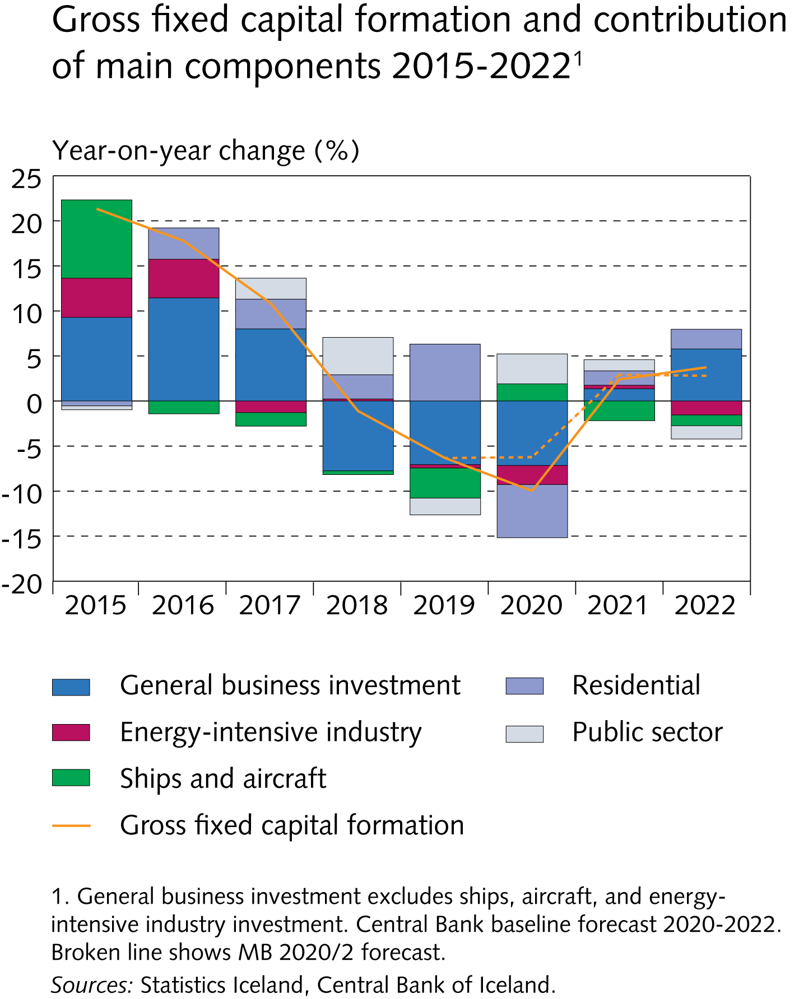 Gross fixed capital formation and contribution
of main components 2015-2022¹
Year-on-year change (%)
25
20
15
10
5
0
-5
-10
-15
-20
2015 2016 2017 2018 2019 2020 2021 2022
General business investment
Energy-intensive industry
Ships and aircraft
Gross fixed capital formation
Residential
Public sector
1. General business investment excludes ships, aircraft, and energy-
intensive industry investment. Central Bank baseline forecast 2020-2022.
Broken line shows MB 2020/2 forecast.
Sources: Statistics Iceland, Central Bank of Iceland.